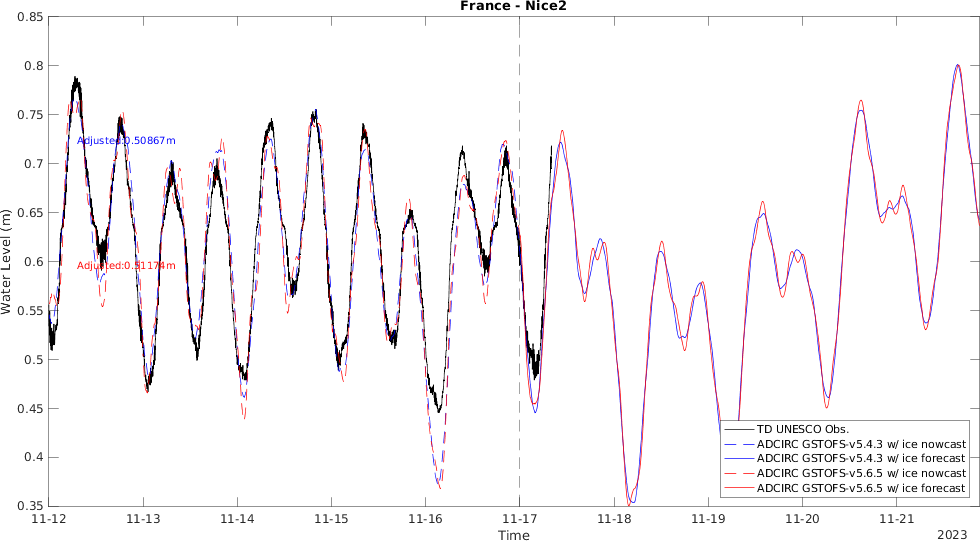 France - Nice2
0.85
0.8
0.75
0.7
0.65
0.6
0.55
0.5
0.45
0.4
0.35
Water Level (m)
Adjusted:0.50867m
Adjusted:0.51174m
TD UNESCO Obs.
ADCIRC GSTOFS-v5.4.3 w/ ice nowcast
ADCIRC GSTOFS-v5.4.3 w/ ice forecast
ADCIRC GSTOFS-v5.6.5 w/ ice nowcast
ADCIRC GSTOFS-v5.6.5 w/ ice forecast
11-12 11-13 11-14 11-15 11-16 11-17 11-18 11-19 11-20 11-21
Time
2023